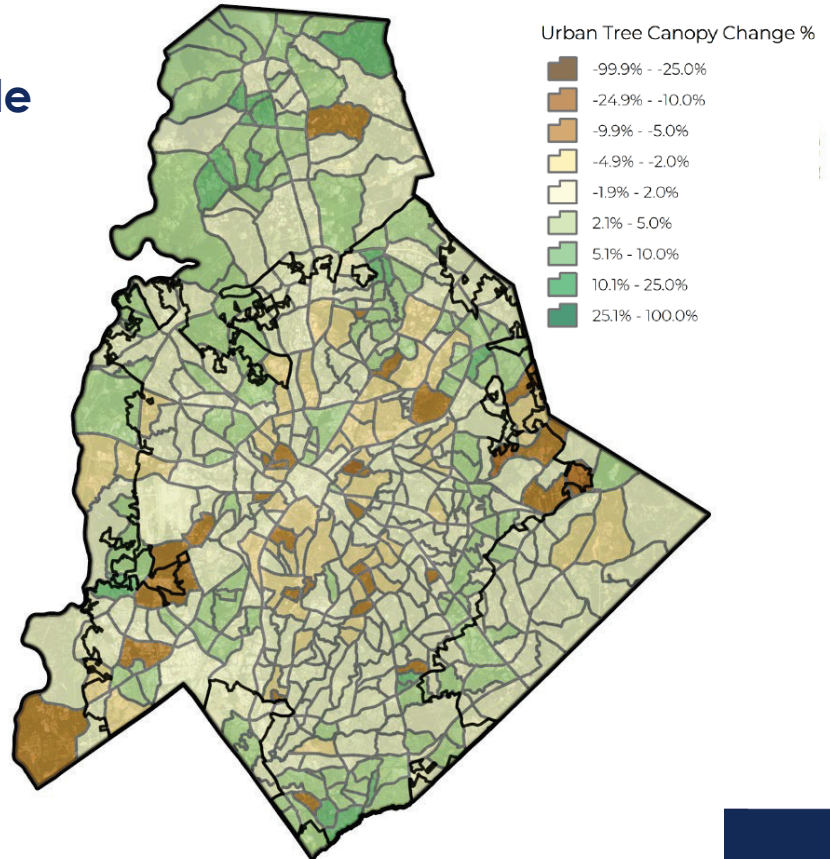 le
Urban Tree Canopy Change %
-99.9% - -25.0%
-24.9% - -10.0%
-9.9% - -5.0%
-4.9% - -2.0%
-1.9% - 2.0%
2.1% - 5.0%
5.1% - 10.0%
10.1% - 25.0%
25.1% - 100.0%